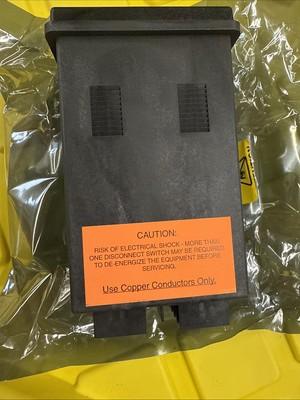 CAUTION:
RISK OF ELECTRICAL SHOCK - MORE THAN
ONE DISCONNECT SWITCH MAY BE REQUIRED
TO DE-ENERGIZE THE EQUIPMENT BEFORE
SERVICING.
Use Copper Conductors Only.